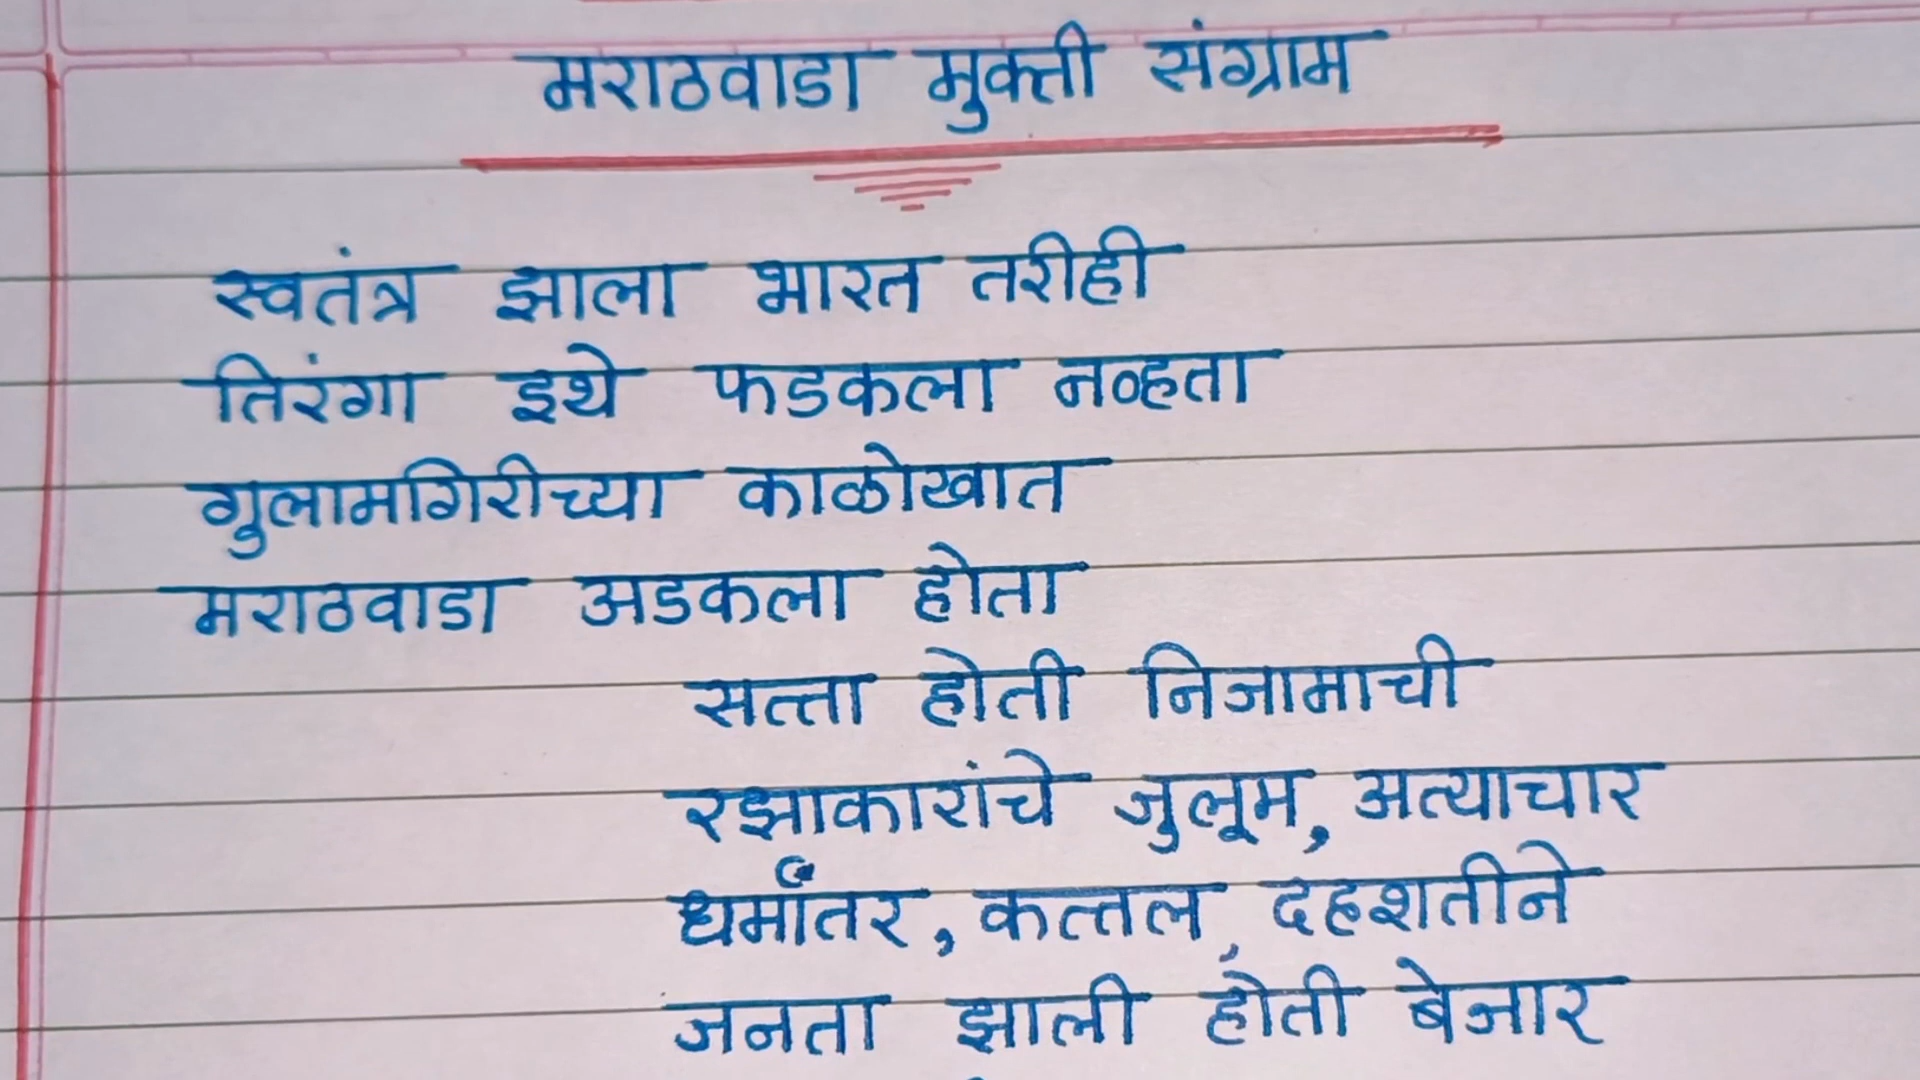 मराठवाडा मुक्ती संग्राम
स्वतंत्र झाला भारत तरीही
तिरंगा इथे फडकला नव्हता
गुलामगिरीच्या काळोखात
मराठवाडा अडकला होता
सत्ता होती निजामाची
रझाकारांचे जुलूम, अत्याचार
धर्मांतर, कत्तल, दहशतीने
जनता झाली होती बेजार